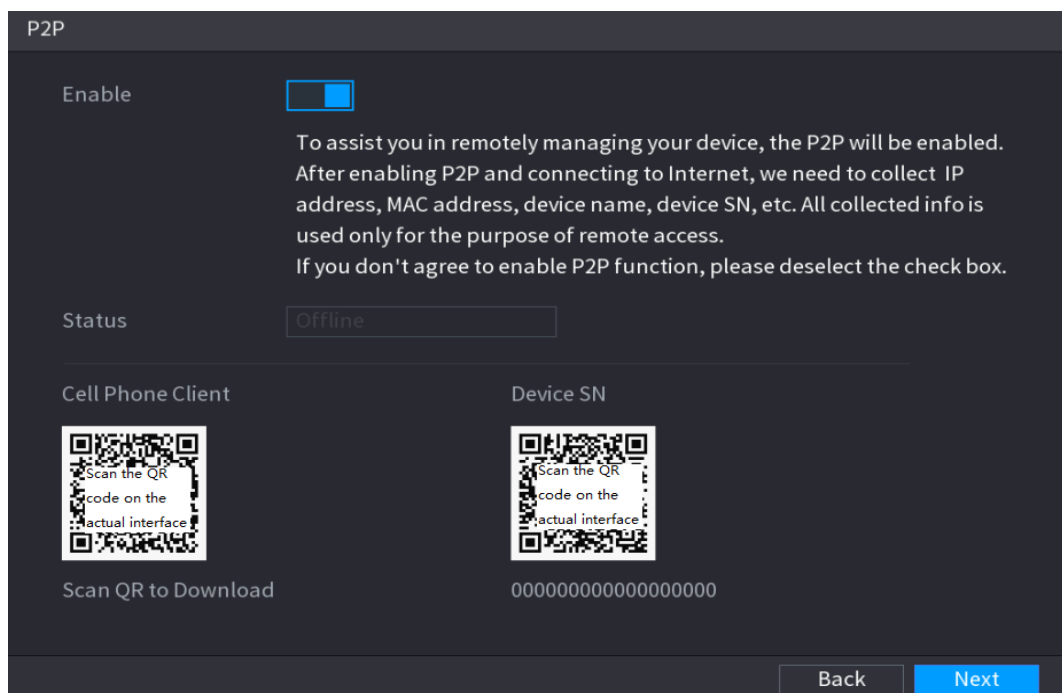 P2P
Enable
To assist you in remotely managing your device, the P2P will be enabled.
After enabling P2P and connecting to Internet, we need to collect IP
address, MAC address, device name, device SN, etc. All collected info is
used only for the purpose of remote access.
If you don't agree to enable P2P function, please deselect the check box.
Status
Offline
Cell Phone Client
Device SN
Scan the QR
code on the
actual interface
Scan the QR
code on the
actual interface
Scan QR to Download
000000000000000000
Back
Next